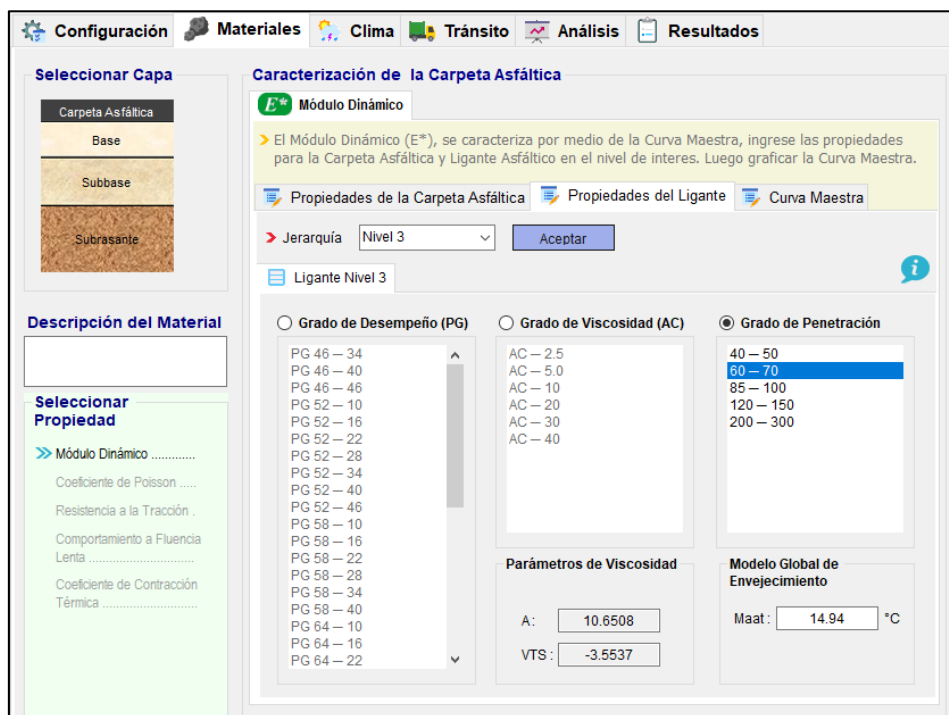 Configuración Materiales Clima Tránsito Análisis Resultados
Seleccionar Capa
Carpeta Asfáltica
Base
Subbase
Subrasante
Descripción del Material
Seleccionar
Propiedad
Módulo Dinámico .............
Coeficiente de Poisson .....
Resistencia a la Tracción .
Comportamiento a Fluencia
Lenta ..............................
Coeficiente de Contracción
Térmica ...........................
Caracterización de la Carpeta Asfáltica
E* Módulo Dinámico
El Módulo Dinámico (E*), se caracteriza por medio de la Curva Maestra, ingrese las propiedades
para la Carpeta Asfáltica y Ligante Asfáltico en el nivel de interes. Luego graficar la Curva Maestra.
Propiedades de la Carpeta Asfáltica Propiedades del Ligante Curva Maestra
Jerarquía Nivel 3 Aceptar
i
Ligante Nivel 3
Grado de Desempeño (PG)
PG 46 — 34
PG 46 — 40
PG 46 — 46
PG 52 — 10
PG 52 — 16
PG 52 — 22
PG 52 — 28
PG 52 — 34
PG 52 — 40
PG 52 — 46
PG 58 — 10
PG 58 — 16
PG 58 — 22
PG 58 — 28
PG 58 — 34
PG 58 — 40
PG 64 — 10
PG 64 — 16
PG 64 — 22
Grado de Viscosidad (AC)
AC — 2.5
AC — 5.0
AC — 10
AC — 20
AC — 30
AC — 40
Grado de Penetración
40 — 50
60 — 70
85 — 100
120 — 150
200 — 300
Parámetros de Viscosidad
A: 10.6508
VTS : -3.5537
Modelo Global de
Envejecimiento
Maat : 14.94 °C